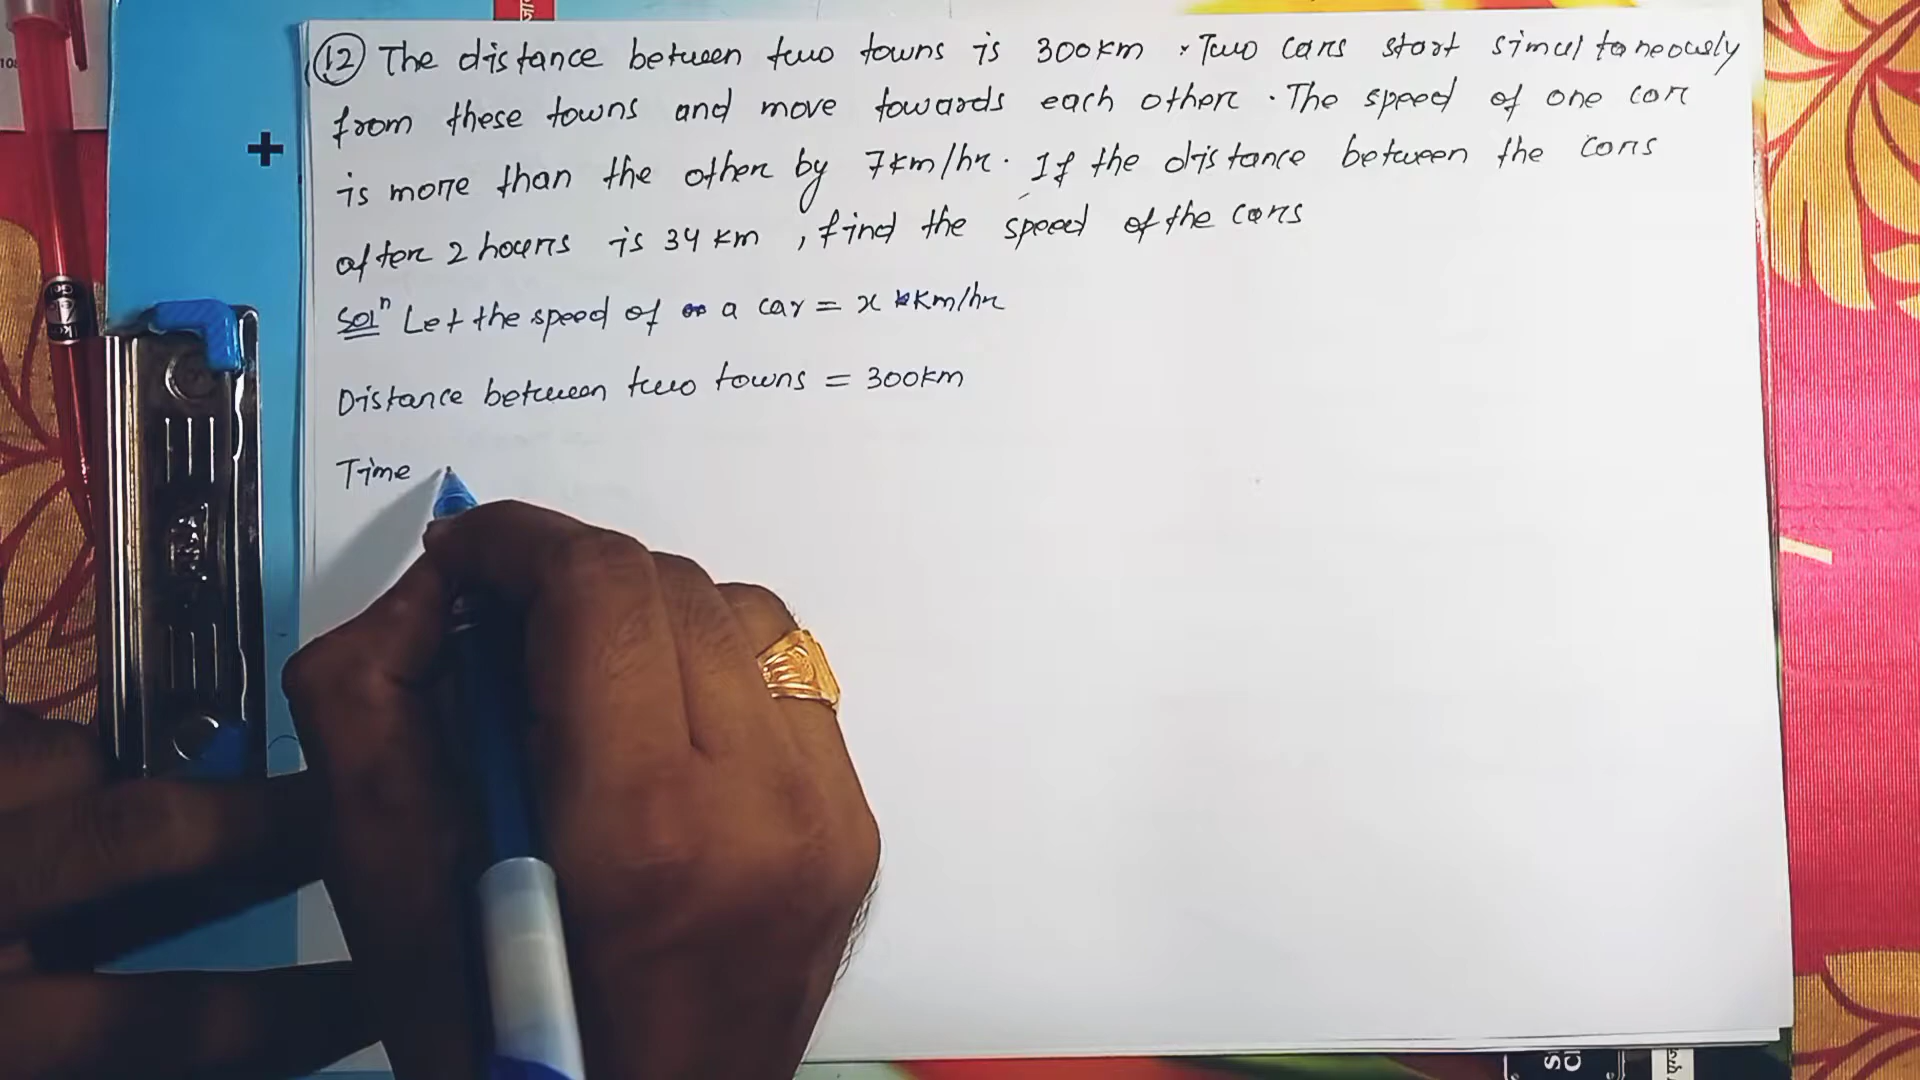 (12) The distance between two towns is 300km . Two cars start simultaneously
from these towns and move towards each other . The speed of one car
is more than the other by 7km/hr. If the distance between the cars
after 2 hours is 34 km , find the speed of the cars
Solⁿ Let the speed of a car = x km/hr
Distance between two towns = 300km
Time